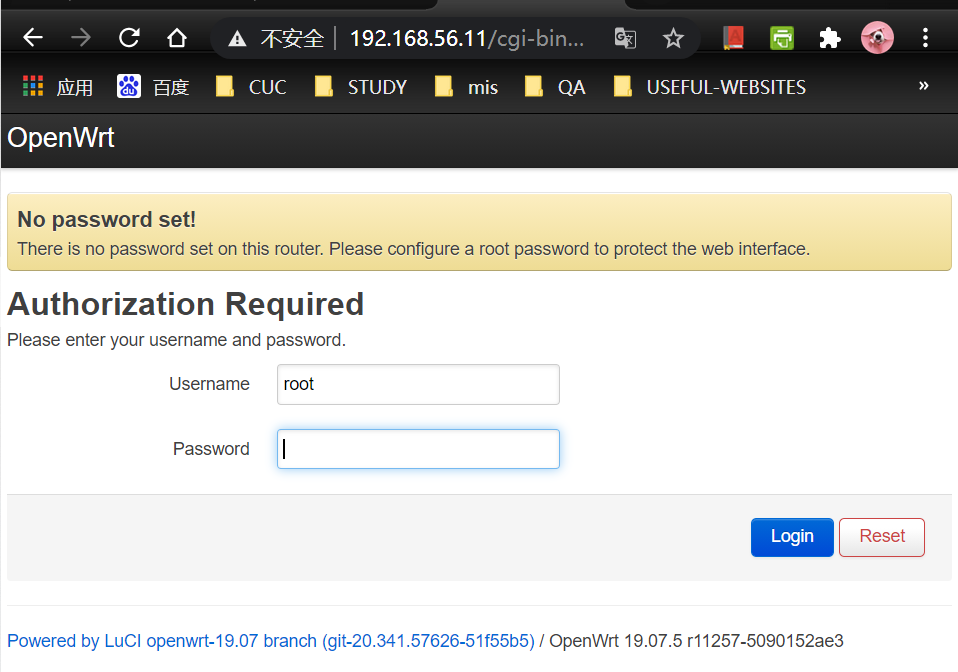 不安全 192.168.56.11/cgi-bin...
应用 百度 CUC STUDY mis QA USEFUL-WEBSITES »
OpenWrt
No password set!
There is no password set on this router. Please configure a root password to protect the web interface.
Authorization Required
Please enter your username and password.
Username root
Password
Login Reset
Powered by LuCI openwrt-19.07 branch (git-20.341.57626-51f55b5) / OpenWrt 19.07.5 r11257-5090152ae3